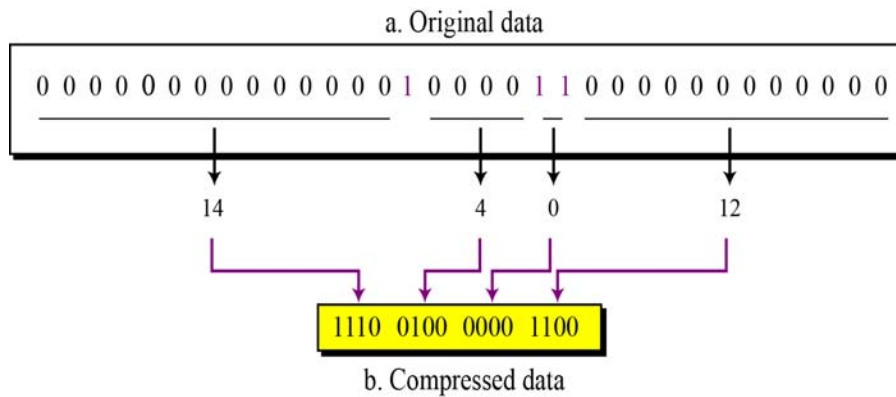 a. Original data
0 0 0 0 0 0 0 0 0 0 0 0 0 0 1 0 0 0 0 1 1 0 0 0 0 0 0 0 0 0 0 0 0
14 4 0 12
1110 0100 0000 1100
b. Compressed data